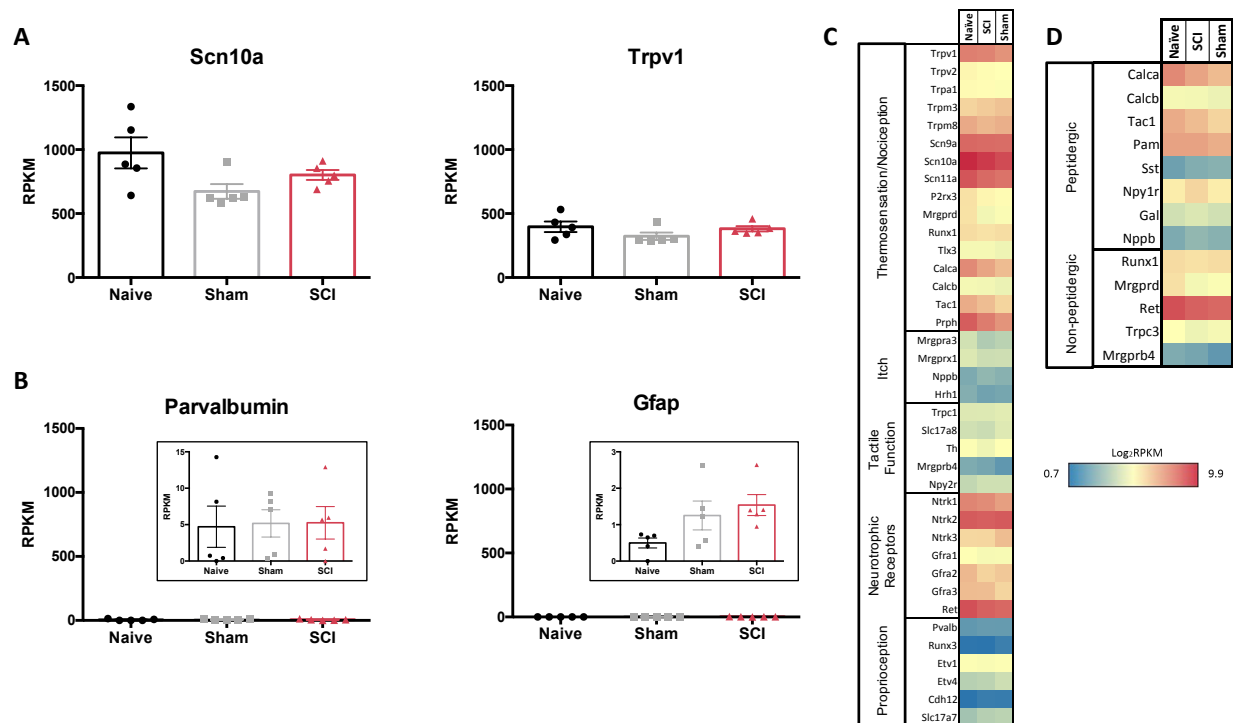 A
Scn10a
1500
1000
500
0
RPKM
Naive
Sham
SCI
Trpv1
1500
1000
500
0
RPKM
Naive
Sham
SCI
B
Parvalbumin
1500
1000
500
0
RPKM
Naive
Sham
SCI
15
10
5
0
RPKM
Naive
Sham
SCI
Gfap
1500
1000
500
0
RPKM
Naive
Sham
SCI
3
2
1
0
RPKM
Naive
Sham
SCI
C
Naïve
SCI
Sham
Thermosensation/Nociception
Trpv1
Trpv2
Trpa1
Trpm3
Trpm8
Scn9a
Scn10a
Scn11a
P2rx3
Mrgprd
Runx1
Tlx3
Calca
Calcb
Tac1
Prph
Itch
Mrgpra3
Mrgprx1
Nppb
Hrh1
Tactile
Function
Trpc1
Slc17a8
Th
Mrgprb4
Npy2r
Neurotrophic
Receptors
Ntrk1
Ntrk2
Ntrk3
Gfra1
Gfra2
Gfra3
Ret
Proprioception
Pvalb
Runx3
Etv1
Etv4
Cdh12
Slc17a7
D
Naïve
SCI
Sham
Peptidergic
Calca
Calcb
Tac1
Pam
Sst
Npy1r
Gal
Nppb
Non-peptidergic
Runx1
Mrgprd
Ret
Trpc3
Mrgprb4
Log₂RPKM
0.7
9.9